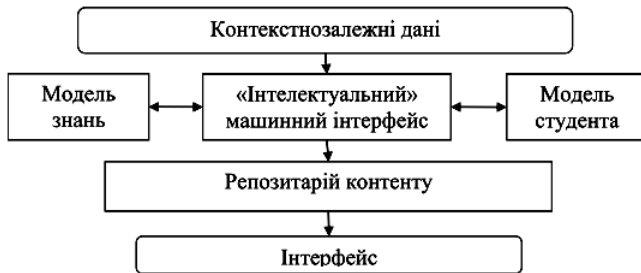 Контекстнозалежні дані
Модель
знань
«Інтелектуальний»
машинний інтерфейс
Модель
студента
Репозитарій контенту
Інтерфейс